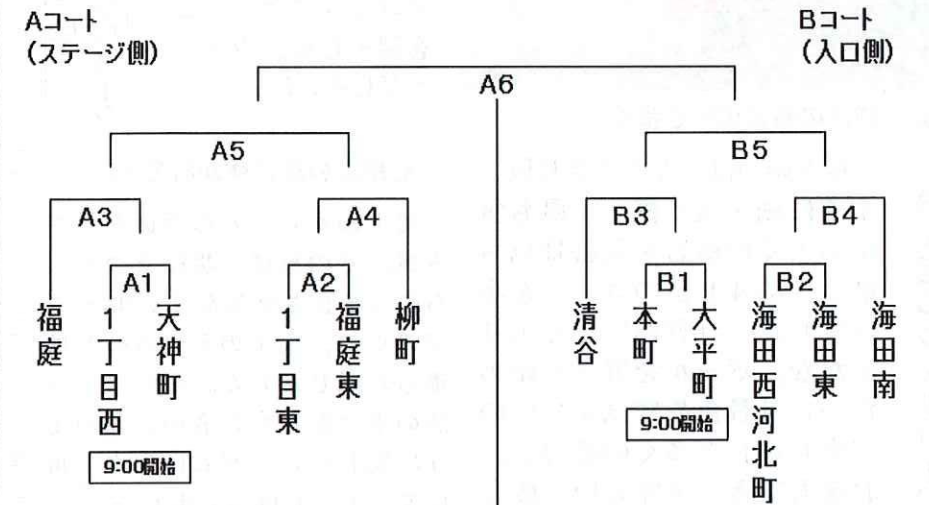 Aコート
(ステージ側)
Bコート
(入口側)
A6
A5
B5
A3
A4
B3
B4
A1
A2
B1
B2
福庭
1丁目西
天神町
1丁目東
福庭東
柳町
清谷
本町
大平町
海田西河北町
海田東
海田南
9:00開始
9:00開始